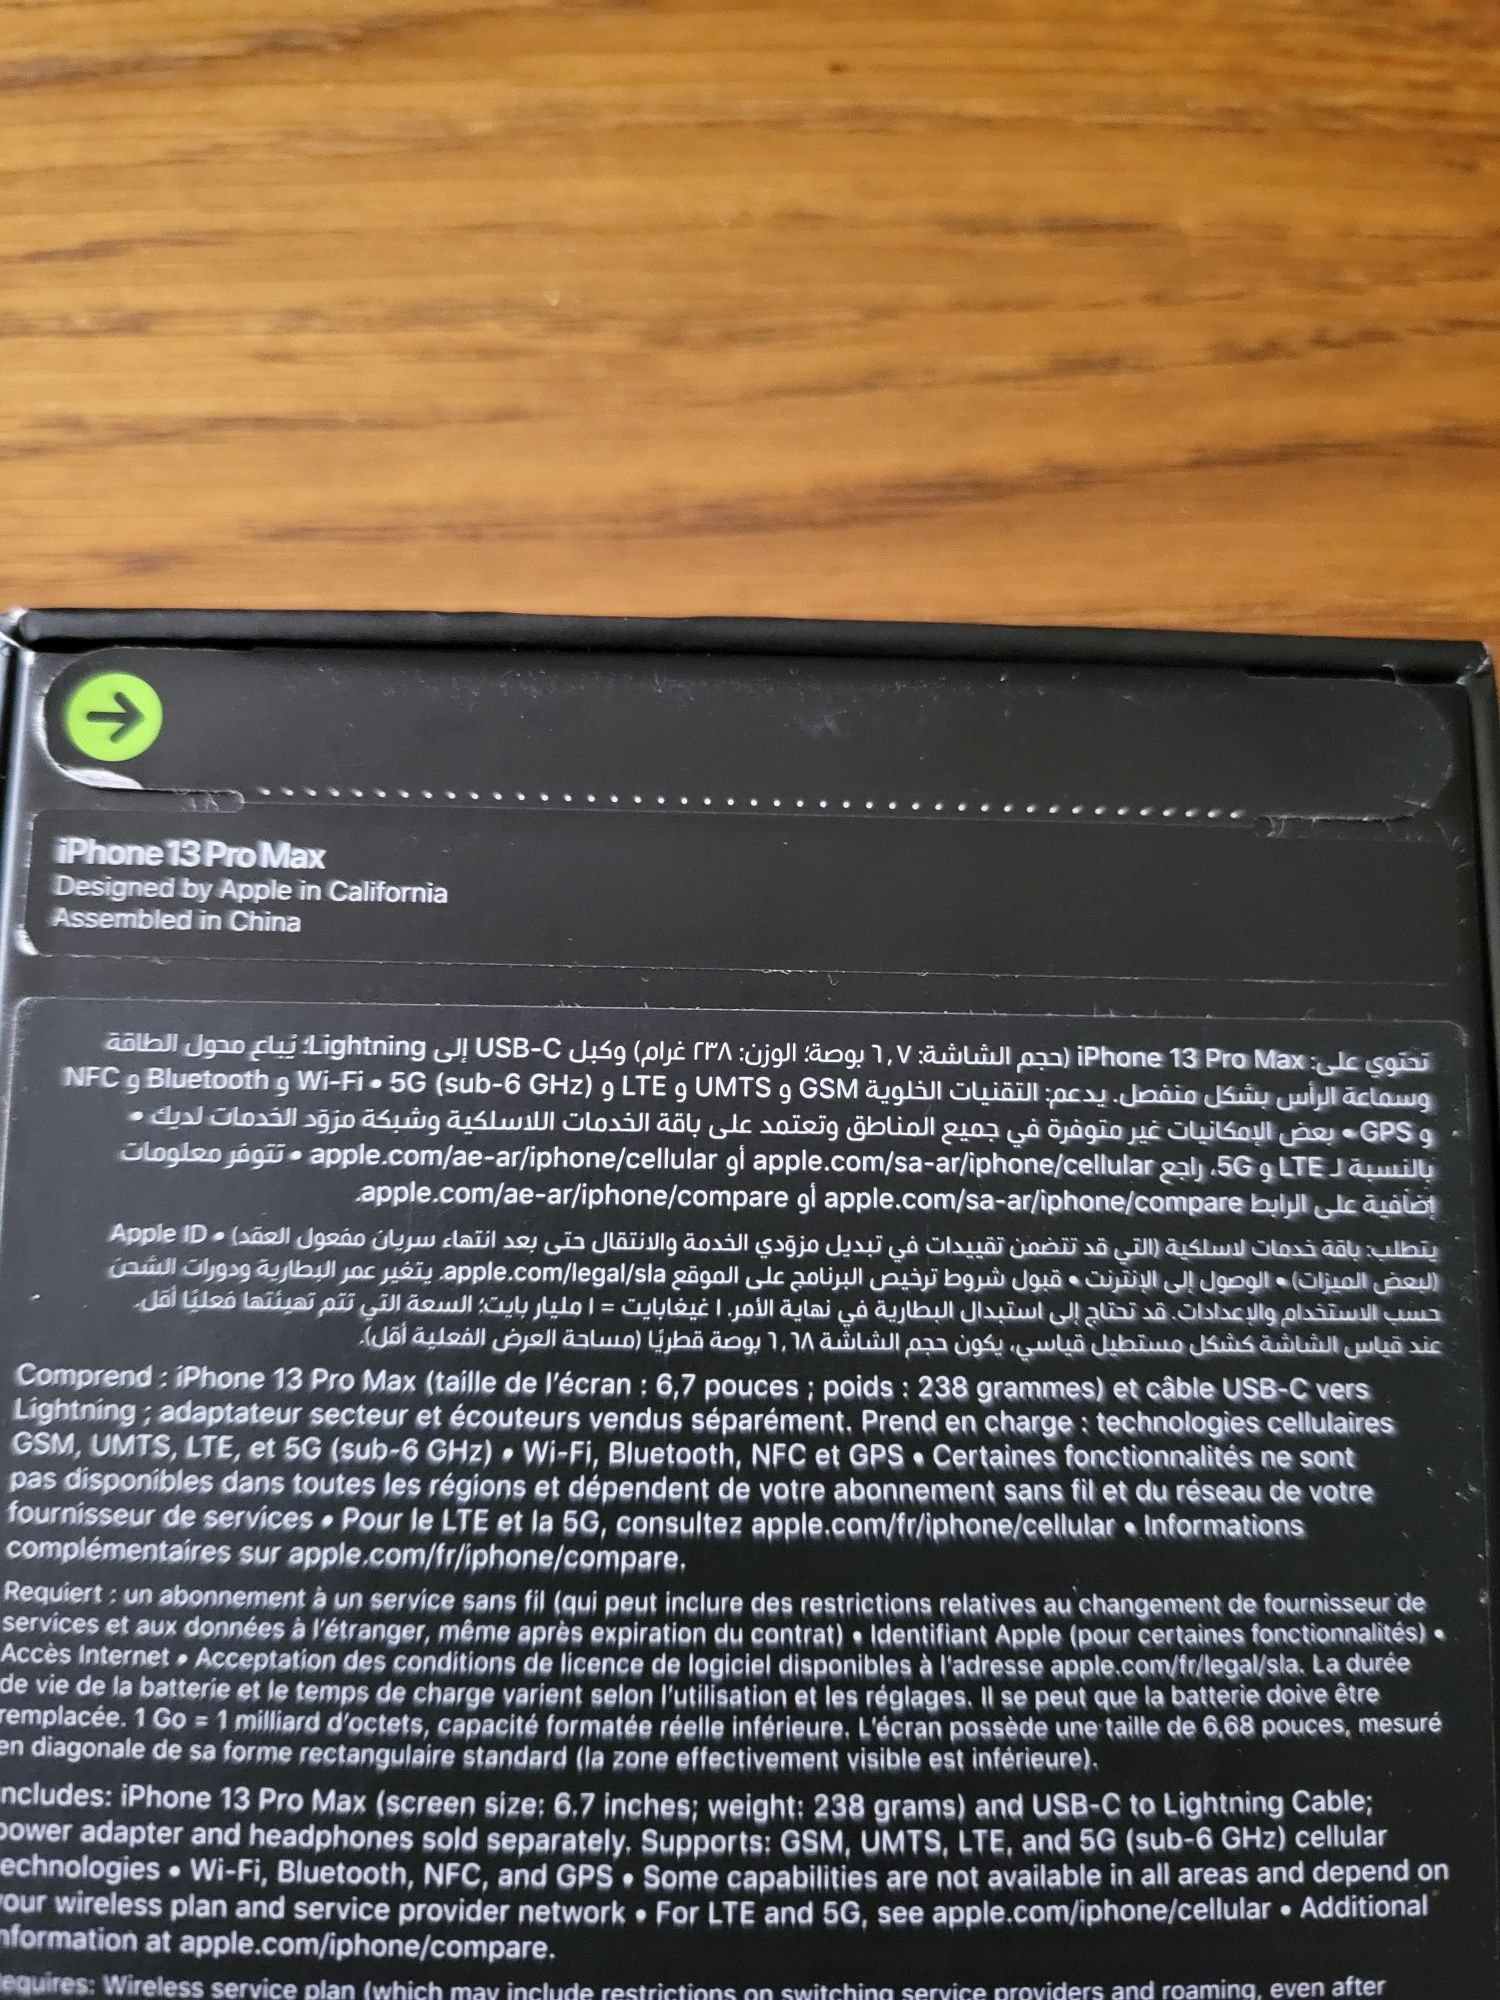 iPhone 13 Pro Max
Designed by Apple in California
Assembled in China
تحتوي على: iPhone 13 Pro Max (حجم الشاشة: ٦,٧ بوصة؛ الوزن: ٢٣٨ غرام) وكبل USB-C إلى Lightning؛ يُباع محول الطاقة
وسماعة الرأس بشكل منفصل. يدعم: التقنيات الخلوية GSM و UMTS و LTE و 5G (sub-6 GHz) • Wi-Fi و Bluetooth و NFC
و GPS • بعض الإمكانيات غير متوفرة في جميع المناطق وتعتمد على باقة الخدمات اللاسلكية وشبكة مزوّد الخدمات لديك •
بالنسبة لـ LTE و 5G، راجع apple.com/sa-ar/iphone/cellular أو apple.com/ae-ar/iphone/cellular • تتوفر معلومات
إضافية على الرابط apple.com/sa-ar/iphone/compare أو apple.com/ae-ar/iphone/compare.
يتطلب: باقة خدمات لاسلكية (التي قد تتضمن تقييدات في تبديل مزوّدي الخدمة والانتقال حتى بعد انتهاء سريان مفعول العقد) • Apple ID
(لبعض الميزات) • الوصول إلى الإنترنت • قبول شروط ترخيص البرنامج على الموقع apple.com/legal/sla. يتغير عمر البطارية ودورات الشحن
حسب الاستخدام والإعدادات. قد تحتاج إلى استبدال البطارية في نهاية الأمر. ١ غيغابايت = ١ مليار بايت؛ السعة التي تتم تهيئتها فعليًا أقل.
عند قياس الشاشة كشكل مستطيل قياسي، يكون حجم الشاشة ٦,٦٨ بوصة قطريًا (مساحة العرض الفعلية أقل).
Comprend : iPhone 13 Pro Max (taille de l'écran : 6,7 pouces ; poids : 238 grammes) et câble USB-C vers
Lightning ; adaptateur secteur et écouteurs vendus séparément. Prend en charge : technologies cellulaires
GSM, UMTS, LTE, et 5G (sub-6 GHz) • Wi-Fi, Bluetooth, NFC et GPS • Certaines fonctionnalités ne sont
pas disponibles dans toutes les régions et dépendent de votre abonnement sans fil et du réseau de votre
fournisseur de services • Pour le LTE et la 5G, consultez apple.com/fr/iphone/cellular • Informations
complémentaires sur apple.com/fr/iphone/compare.
Requiert : un abonnement à un service sans fil (qui peut inclure des restrictions relatives au changement de fournisseur de
services et aux données à l'étranger, même après expiration du contrat) • Identifiant Apple (pour certaines fonctionnalités) •
Accès Internet • Acceptation des conditions de licence de logiciel disponibles à l'adresse apple.com/fr/legal/sla. La durée
de vie de la batterie et le temps de charge varient selon l'utilisation et les réglages. Il se peut que la batterie doive être
remplacée. 1 Go = 1 milliard d'octets, capacité formatée réelle inférieure. L'écran possède une taille de 6,68 pouces, mesuré
en diagonale de sa forme rectangulaire standard (la zone effectivement visible est inférieure).
ncludes: iPhone 13 Pro Max (screen size: 6.7 inches; weight: 238 grams) and USB-C to Lightning Cable;
power adapter and headphones sold separately. Supports: GSM, UMTS, LTE, and 5G (sub-6 GHz) cellular
echnologies • Wi-Fi, Bluetooth, NFC, and GPS • Some capabilities are not available in all areas and depend on
your wireless plan and service provider network • For LTE and 5G, see apple.com/iphone/cellular • Additional
nformation at apple.com/iphone/compare.
equires: Wireless service plan (which may include restrictions on switching service providers and roaming, even after